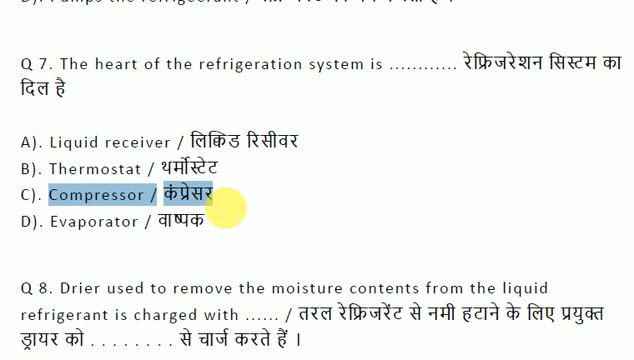 Q 7. The heart of the refrigeration system is ............ रेफ्रिजरेशन सिस्टम का
दिल है
A). Liquid receiver / लिक्विड रिसीवर
B). Thermostat / थर्मोस्टेट
C). Compressor / कंप्रेसर
D). Evaporator / वाष्पक
Q 8. Drier used to remove the moisture contents from the liquid
refrigerant is charged with ...... / तरल रेफ्रिजरेंट से नमी हटाने के लिए प्रयुक्त
ड्रायर को . . . . . . . . से चार्ज करते हैं ।